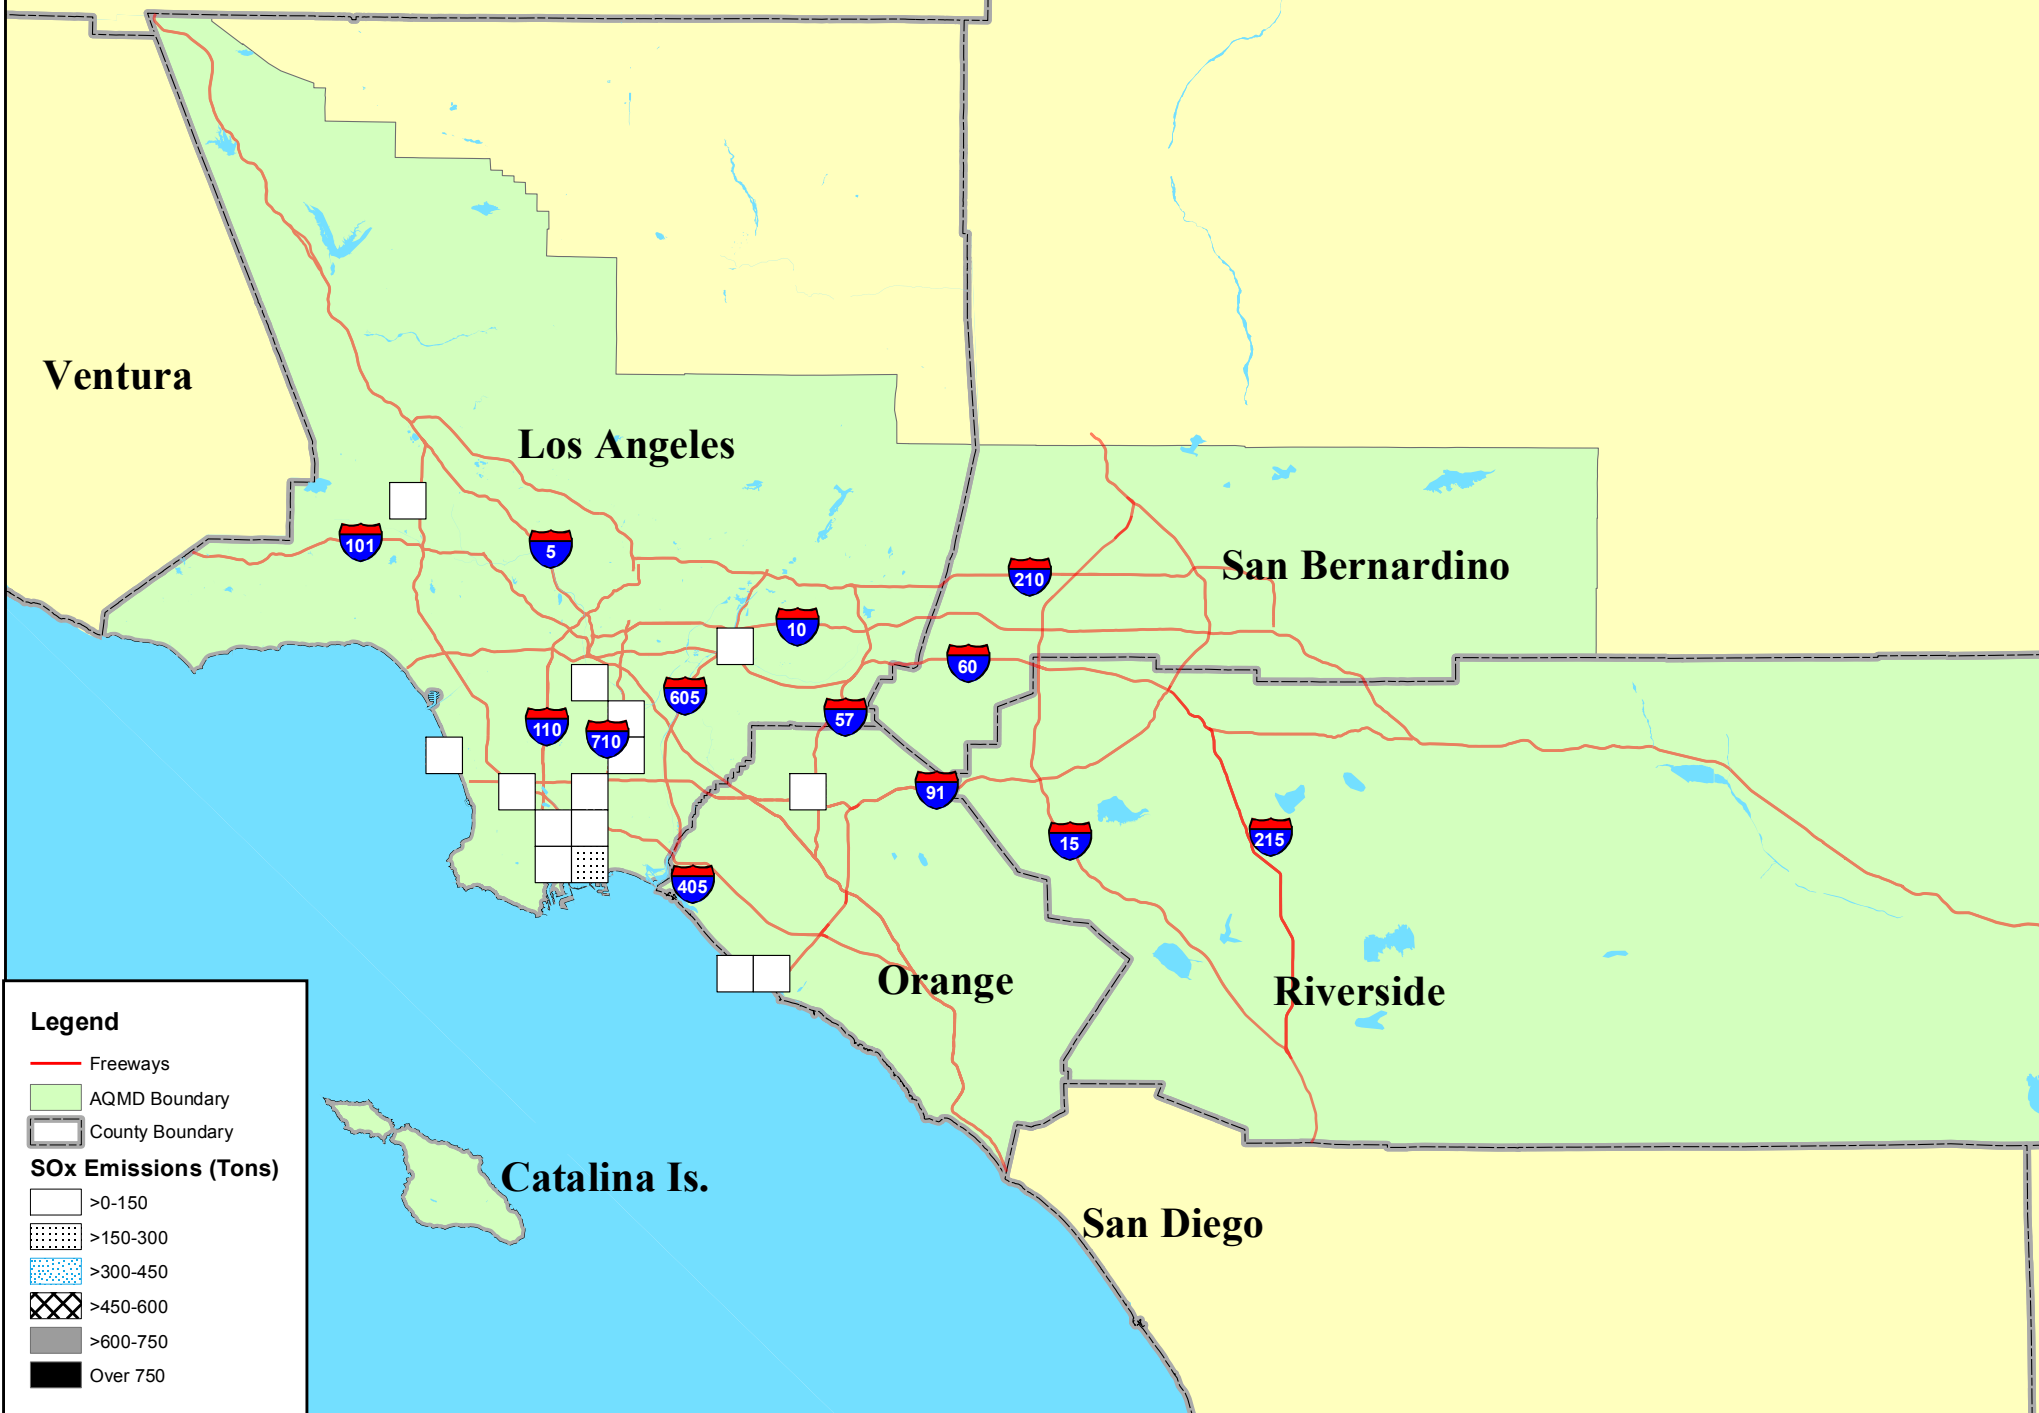 Ventura
Los Angeles
101
5
210
San Bernardino
10
60
605
57
110
710
91
15
215
405
Orange
Riverside
Catalina Is.
San Diego
Legend
Freeways
AQMD Boundary
County Boundary
SOx Emissions (Tons)
>0-150
>150-300
>300-450
>450-600
>600-750
Over 750